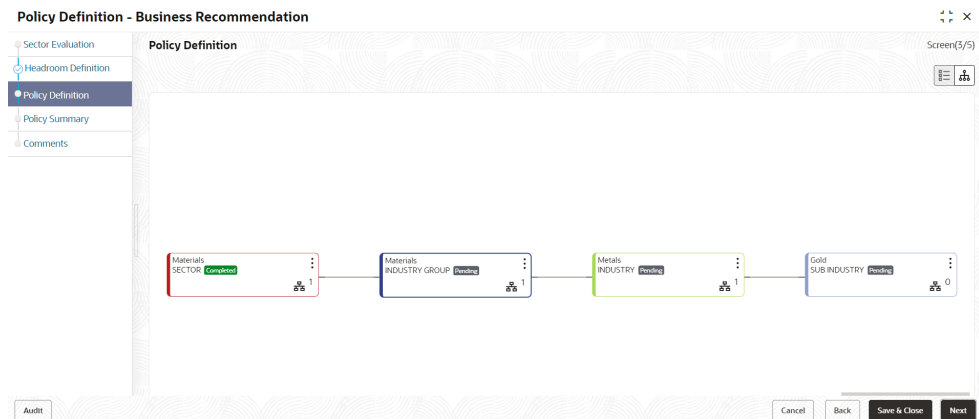 Policy Definition - Business Recommendation
Sector Evaluation
Headroom Definition
Policy Definition
Policy Summary
Comments
Policy Definition
Screen(3/5)
Materials
SECTOR Completed
1
Materials
INDUSTRY GROUP Pending
1
Metals
INDUSTRY Pending
1
Gold
SUB INDUSTRY Pending
0
Audit
Cancel
Back
Save & Close
Next